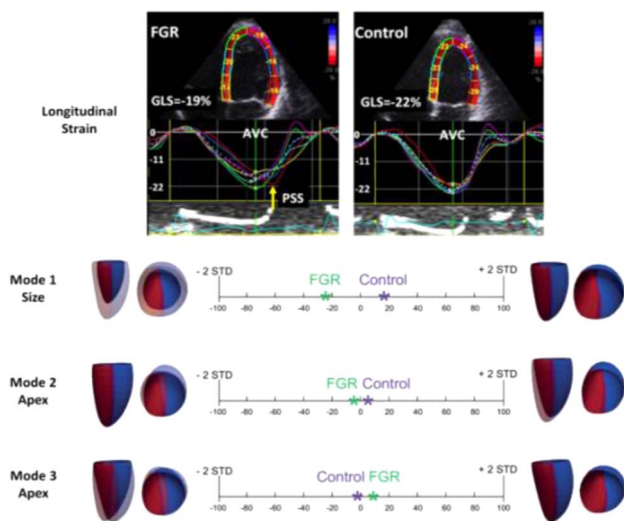 FGR
Control
Longitudinal
Strain
GLS=-19%
GLS=-22%
AVC
AVC
0
-11
-22
0
-11
-22
PSS
Mode 1
Size
- 2 STD
FGR
Control
+ 2 STD
-100 -80 -60 -40 -20 0 20 40 60 80 100
Mode 2
Apex
- 2 STD
FGR
Control
+ 2 STD
-100 -80 -60 -40 -20 0 20 40 60 80 100
Mode 3
Apex
- 2 STD
Control
FGR
+ 2 STD
-100 -80 -60 -40 -20 0 20 40 60 80 100